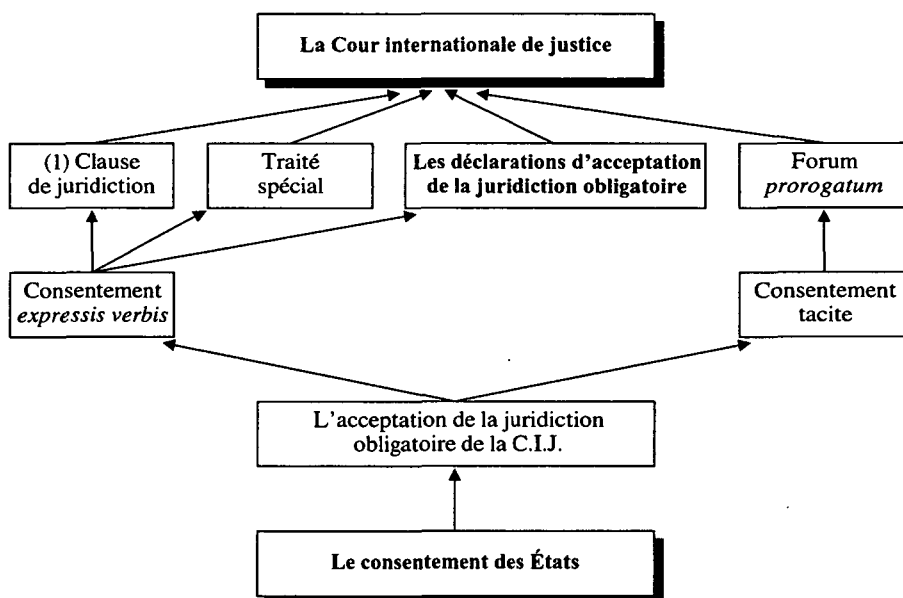 La Cour internationale de justice
(1) Clause
de juridiction
Traité
spécial
Les déclarations d'acceptation
de la juridiction obligatoire
Forum
prorogatum
Consentement
expressis verbis
Consentement
tacite
L'acceptation de la juridiction
obligatoire de la C.I.J.
Le consentement des États